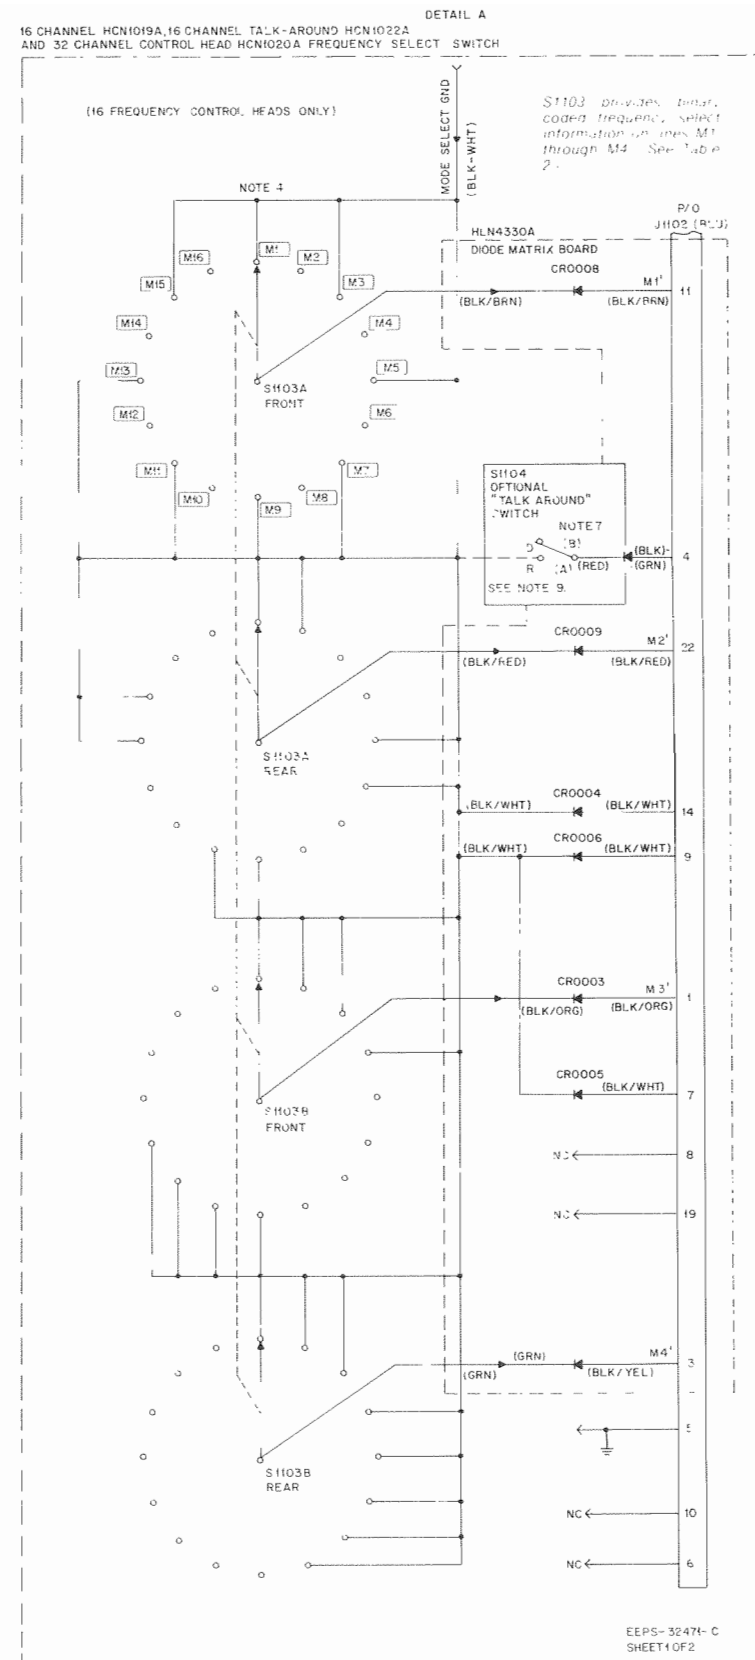 DETAIL A
16 CHANNEL HCN1019A, 16 CHANNEL TALK-AROUND HCN1022A
AND 32 CHANNEL CONTROL HEAD HCN1020A FREQUENCY SELECT SWITCH
(16 FREQUENCY CONTROL HEADS ONLY)
MODE SELECT GND
(BLK-WHT)
S1103 provides binary
coded frequency select
information on lines M1
through M4. See Table
2.
NOTE 4
P/O
J1102 (BLU)
HLN4330A
DIODE MATRIX BOARD
M16
M1
M2
CR0008
M15
M3
M1'
11
(BLK/BRN)
(BLK/BRN)
M14
M4
M13
M5
S1103A
FRONT
M12
M6
M11
M7
M10
M9
M8
S1104
OPTIONAL
"TALK AROUND"
SWITCH
NOTE 7
D
(B)
R
(A)
(RED)
(BLK)-
(GRN)
4
SEE NOTE 9.
CR0009
M2'
22
(BLK/RED)
(BLK/RED)
S1103A
REAR
CR0004
(BLK/WHT)
(BLK/WHT)
14
CR0006
(BLK/WHT)
(BLK/WHT)
9
CR0003
M3'
1
(BLK/ORG)
(BLK/ORG)
S1103B
FRONT
CR0005
(BLK/WHT)
7
NC
8
NC
19
M4'
3
(GRN)
(GRN)
(BLK/YEL)
5
S1103B
REAR
NC
10
NC
6
EEPS-32471-C
SHEET 1 OF 2